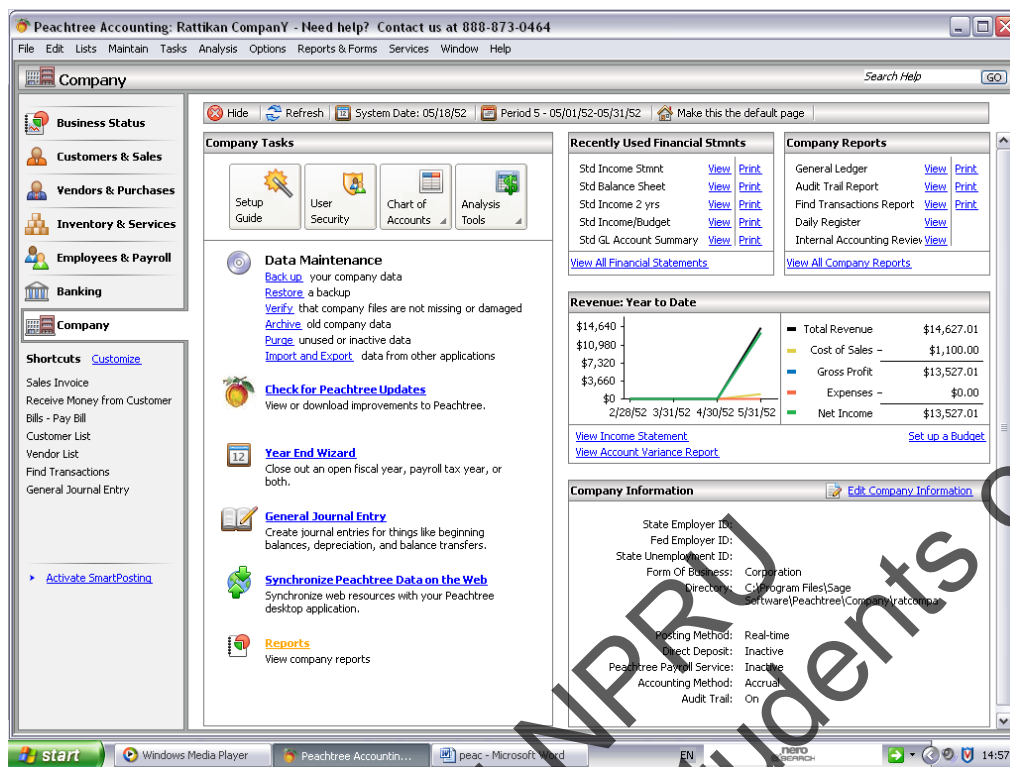 Peachtree Accounting: Rattikan CompanY - Need help? Contact us at 888-873-0464
File Edit Lists Maintain Tasks Analysis Options Reports & Forms Services Window Help
Company
Search Help GO
Business Status
Customers & Sales
Vendors & Purchases
Inventory & Services
Employees & Payroll
Banking
Company
Shortcuts Customize
Sales Invoice
Receive Money from Customer
Bills - Pay Bill
Customer List
Vendor List
Find Transactions
General Journal Entry
Activate SmartPosting
Hide Refresh 12 System Date: 05/18/52 Period 5 - 05/01/52-05/31/52 Make this the default page
Company Tasks
Setup Guide
User Security
Chart of Accounts
Analysis Tools
Data Maintenance
Back up your company data
Restore a backup
Verify that company files are not missing or damaged
Archive old company data
Purge unused or inactive data
Import and Export data from other applications
Check for Peachtree Updates
View or download improvements to Peachtree.
12 Year End Wizard
Close out an open fiscal year, payroll tax year, or
both.
General Journal Entry
Create journal entries for things like beginning
balances, depreciation, and balance transfers.
Synchronize Peachtree Data on the Web
Synchronize web resources with your Peachtree
desktop application.
Reports
View company reports
Recently Used Financial Stmnts
Std Income Stmnt View Print
Std Balance Sheet View Print
Std Income 2 yrs View Print
Std Income/Budget View Print
Std GL Account Summary View Print
View All Financial Statements
Company Reports
General Ledger View Print
Audit Trail Report View Print
Find Transactions Report View Print
Daily Register View
Internal Accounting Review View
View All Company Reports
Revenue: Year to Date
$14,640
$10,980
$7,320
$3,660
$0
2/28/52 3/31/52 4/30/52 5/31/52
Total Revenue $14,627.01
Cost of Sales – $1,100.00
Gross Profit $13,527.01
Expenses – $0.00
Net Income $13,527.01
View Income Statement Set up a Budget
View Account Variance Report
Company Information Edit Company Information
State Employer ID:
Fed Employer ID:
State Unemployment ID:
Form Of Business: Corporation
Directory: C:\Program Files\Sage
Software\Peachtree\Company\ratcompa
Posting Method: Real-time
Direct Deposit: Inactive
Peachtree Payroll Service: Inactive
Accounting Method: Accrual
Audit Trail: On
NPRU
tudents
start Windows Media Player Peachtree Accountin... peac - Microsoft Word EN nero SEARCH 14:57